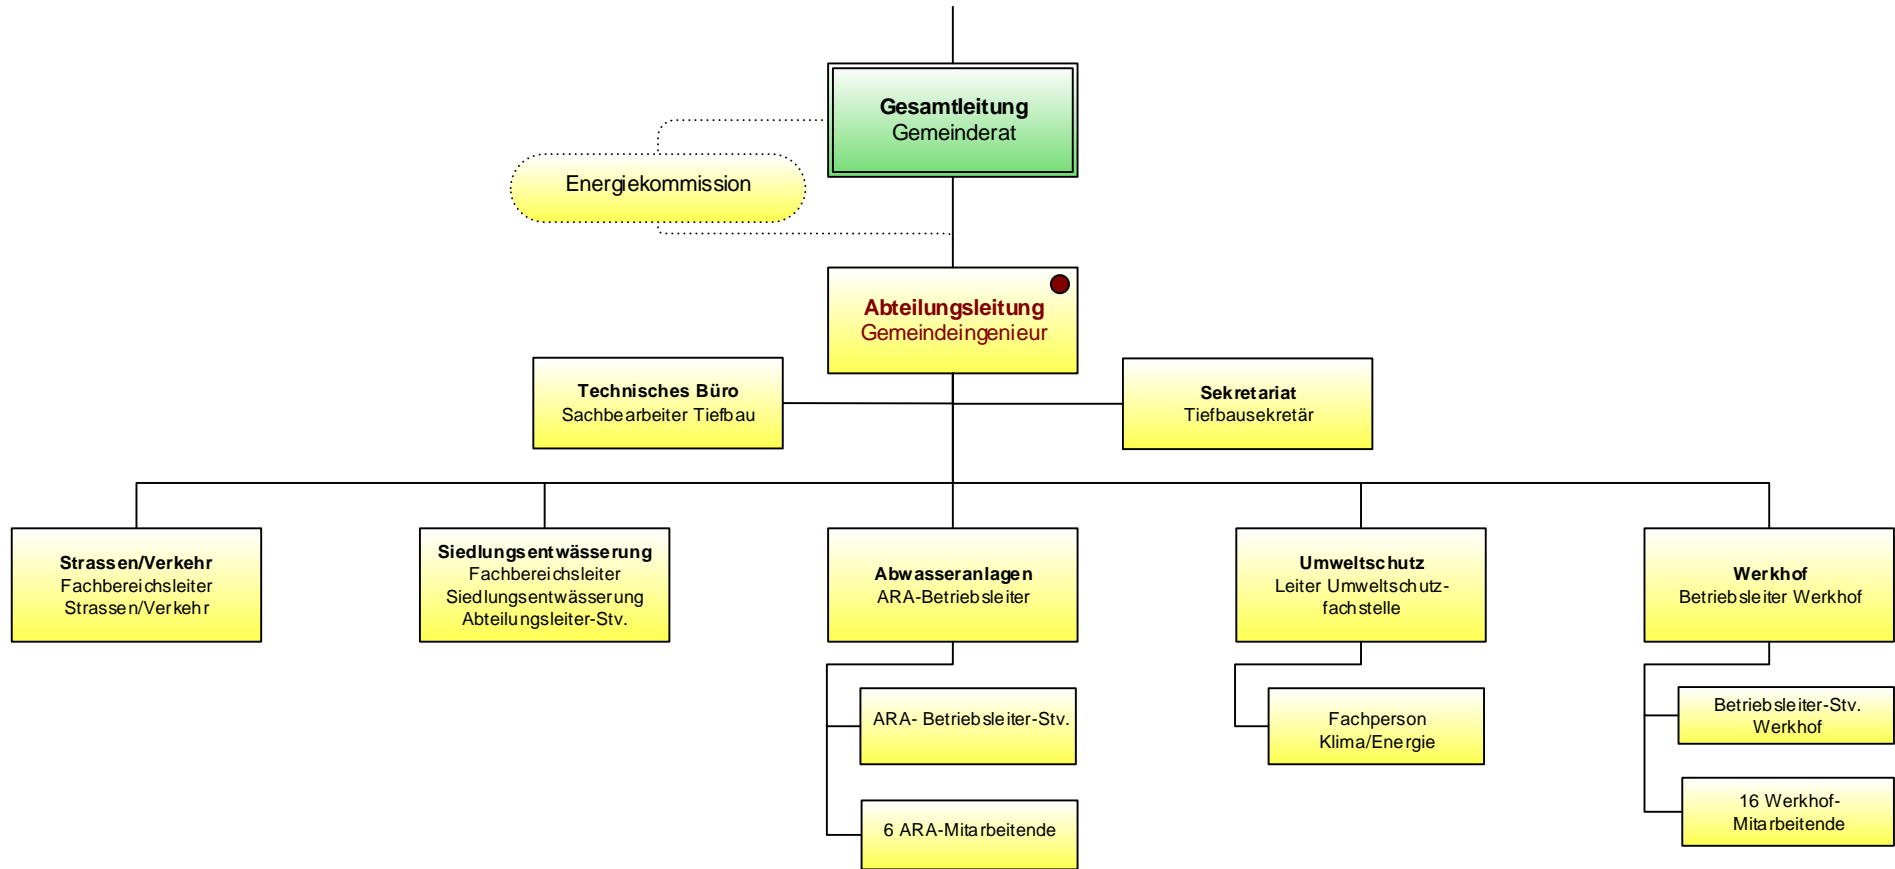 Gesamtleitung
Gemeinderat
Energiekommission
Abteilungsleitung
Gemeindeingenieur
Technisches Büro
Sachbearbeiter Tiefbau
Sekretariat
Tiefbausekretär
Strassen/Verkehr
Fachbereichsleiter
Strassen/Verkehr
Siedlungsentwässerung
Fachbereichsleiter
Siedlungsentwässerung
Abteilungsleiter-Stv.
Abwasseranlagen
ARA-Betriebsleiter
Umweltschutz
Leiter Umweltschutz-
fachstelle
Werkhof
Betriebsleiter Werkhof
ARA- Betriebsleiter-Stv.
6 ARA-Mitarbeitende
Fachperson
Klima/Energie
Betriebsleiter-Stv.
Werkhof
16 Werkhof-
Mitarbeitende